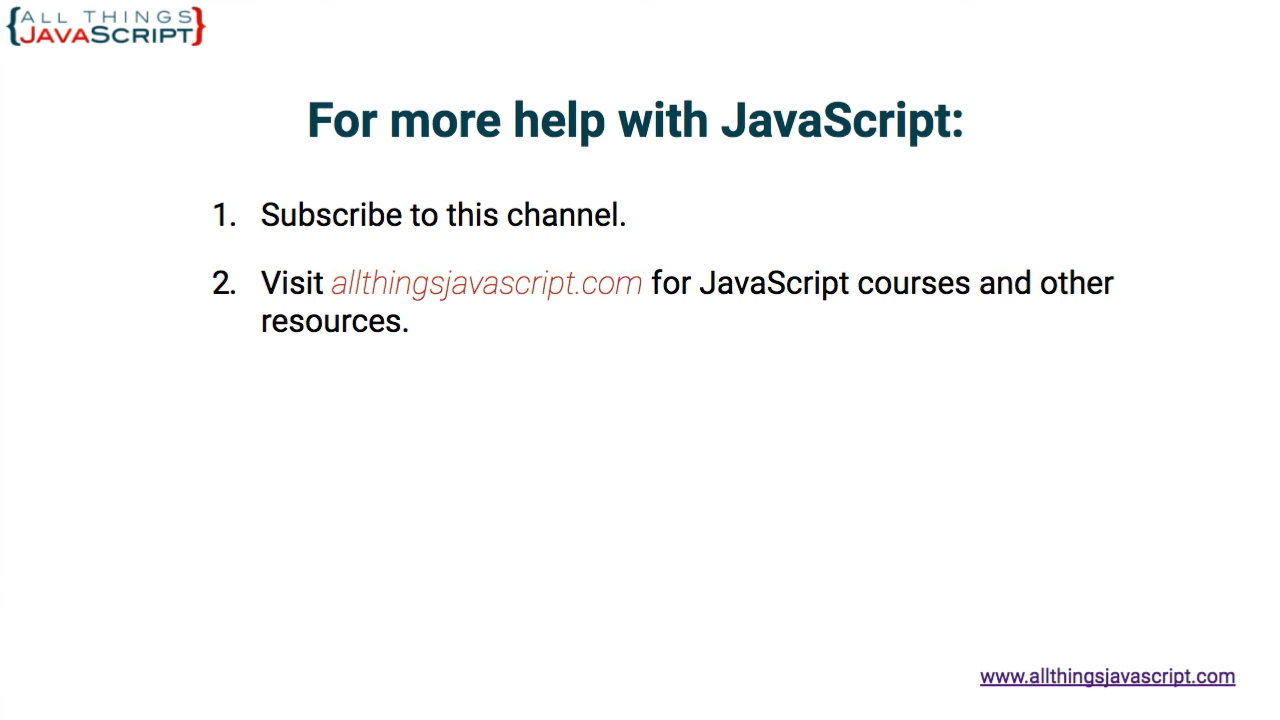 {ALL THINGS
JAVASCRIPT}
For more help with JavaScript:
1. Subscribe to this channel.
2. Visit allthingsjavascript.com for JavaScript courses and other
resources.
www.allthingsjavascript.com